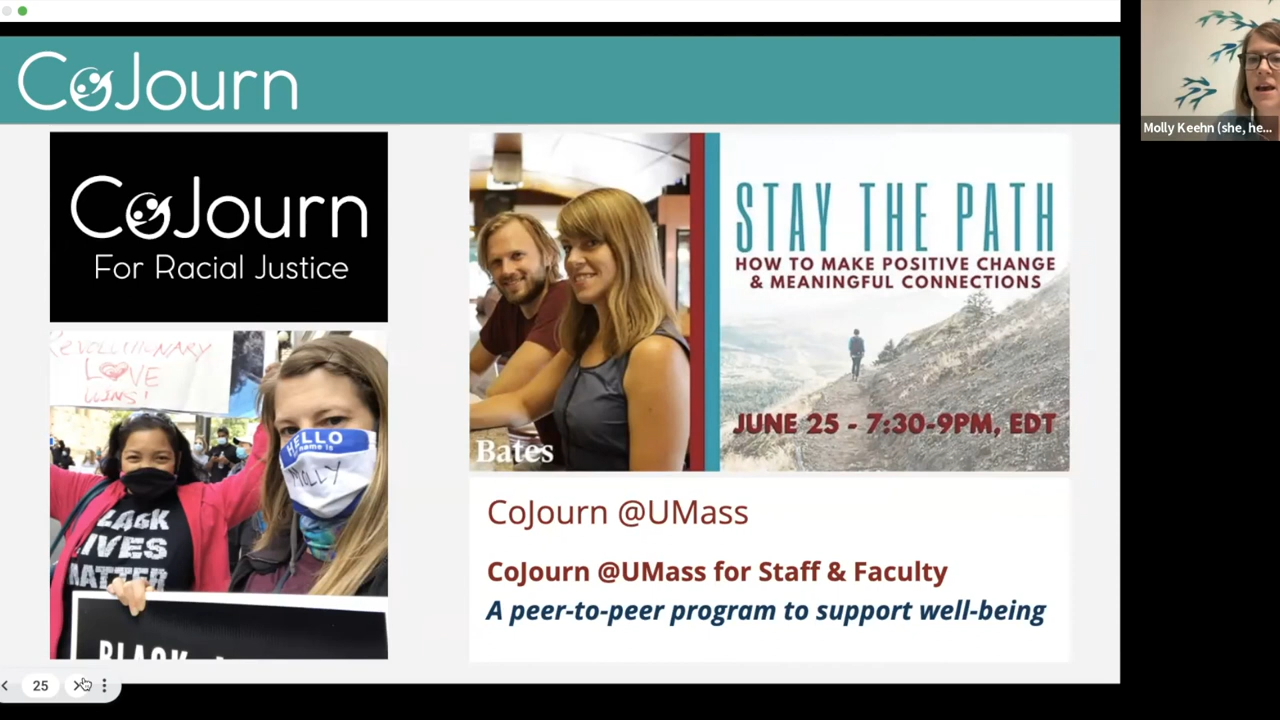 CoJourn
CoJourn
For Racial Justice
REVOLUTIONARY
LOVE
WINS!
HELLO
name is
MOLLY
BLACK
LIVES
MATTER
BLACK
Bates
STAY THE PATH
HOW TO MAKE POSITIVE CHANGE
& MEANINGFUL CONNECTIONS
JUNE 25 - 7:30-9PM, EDT
CoJourn @UMass
CoJourn @UMass for Staff & Faculty
A peer-to-peer program to support well-being
25
Molly Keehn (she, he...